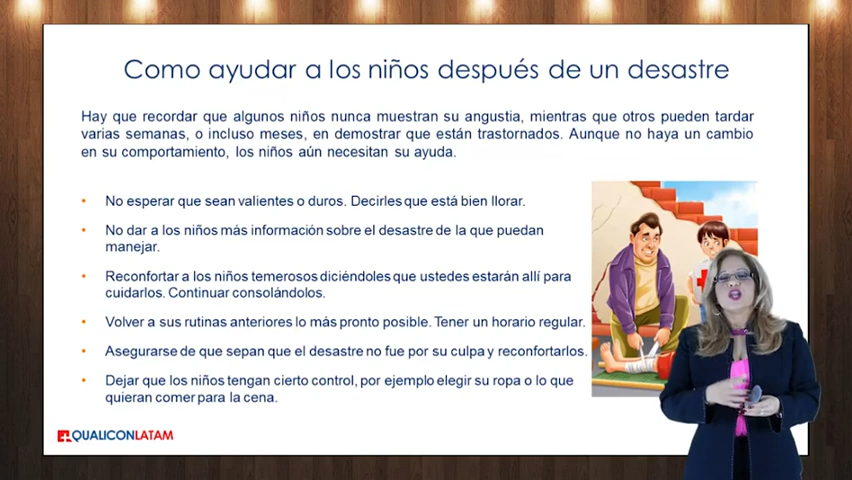 Como ayudar a los niños después de un desastre
Hay que recordar que algunos niños nunca muestran su angustia, mientras que otros pueden tardar
varias semanas, o incluso meses, en demostrar que están trastornados. Aunque no haya un cambio
en su comportamiento, los niños aún necesitan su ayuda.
• No esperar que sean valientes o duros. Decirles que está bien llorar.
• No dar a los niños más información sobre el desastre de la que puedan
manejar.
• Reconfortar a los niños temerosos diciéndoles que ustedes estarán allí para
cuidarlos. Continuar consolándolos.
• Volver a sus rutinas anteriores lo más pronto posible. Tener un horario regular.
• Asegurarse de que sepan que el desastre no fue por su culpa y reconfortarlos.
• Dejar que los niños tengan cierto control, por ejemplo elegir su ropa o lo que
quieran comer para la cena.
QUALICONLATAM